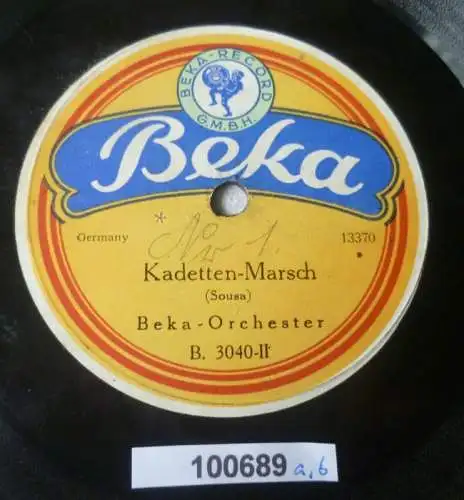 BEKA-RECORD
G.M.B.H.
Beka
Germany
13370
* No 1.
Kadetten-Marsch
(Sousa)
Beka-Orchester
B. 3040-II
100689 a,b